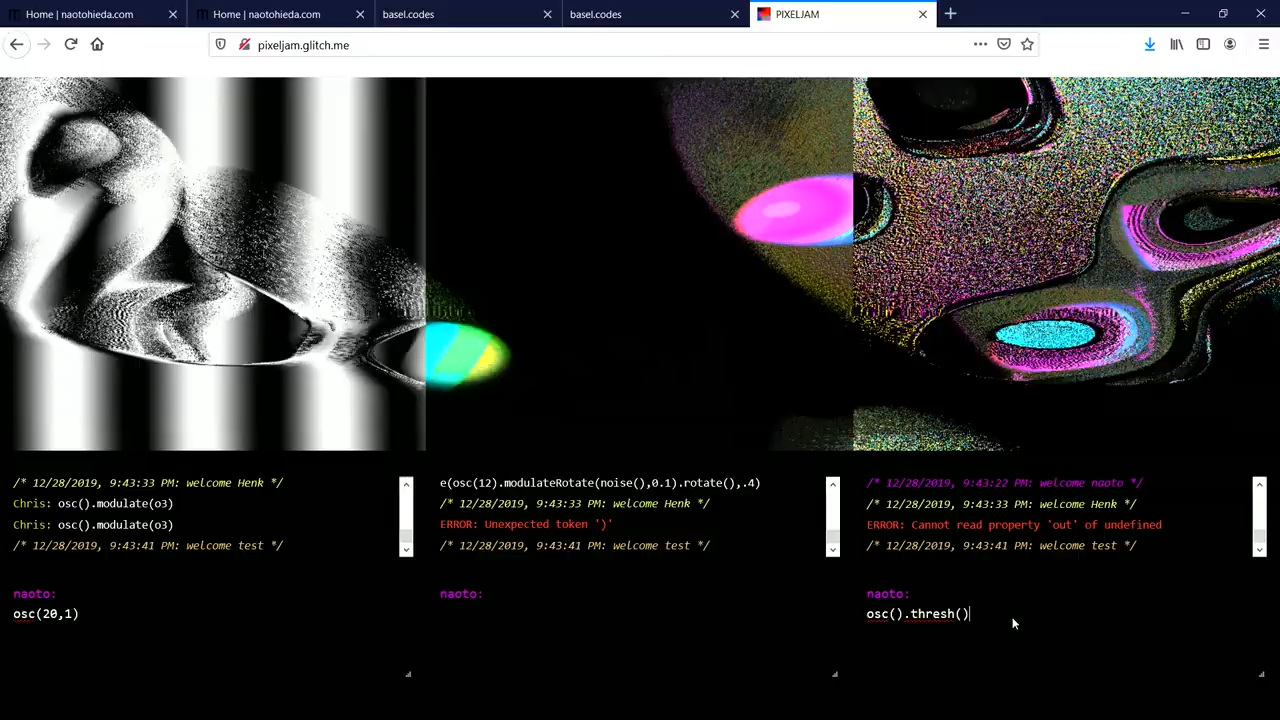 Home | naotohieda.com
Home | naotohieda.com
basel.codes
basel.codes
PIXELJAM
pixeljam.glitch.me
/* 12/28/2019, 9:43:33 PM: welcome Henk */
Chris: osc().modulate(o3)
Chris: osc().modulate(o3)
/* 12/28/2019, 9:43:41 PM: welcome test */
naoto:
osc(20,1)
e(osc(12).modulateRotate(noise(),0.1).rotate(),.4)
/* 12/28/2019, 9:43:33 PM: welcome Henk */
ERROR: Unexpected token ')'
/* 12/28/2019, 9:43:41 PM: welcome test */
naoto:
/* 12/28/2019, 9:43:22 PM: welcome naoto */
/* 12/28/2019, 9:43:33 PM: welcome Henk */
ERROR: Cannot read property 'out' of undefined
/* 12/28/2019, 9:43:41 PM: welcome test */
naoto:
osc().thresh()